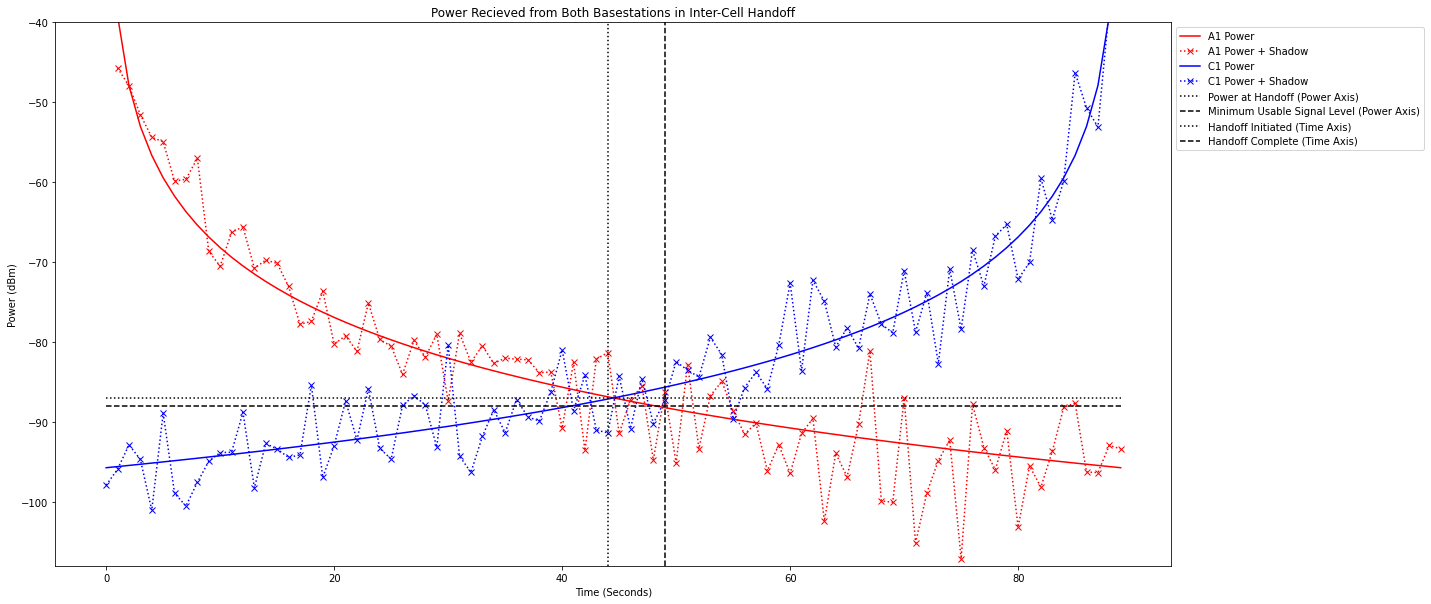 Power Recieved from Both Basestations in Inter-Cell Handoff
Power (dBm)
−40
−50
−60
−70
−80
−90
−100
0
20
40
60
80
Time (Seconds)
A1 Power
A1 Power + Shadow
C1 Power
C1 Power + Shadow
Power at Handoff (Power Axis)
Minimum Usable Signal Level (Power Axis)
Handoff Initiated (Time Axis)
Handoff Complete (Time Axis)